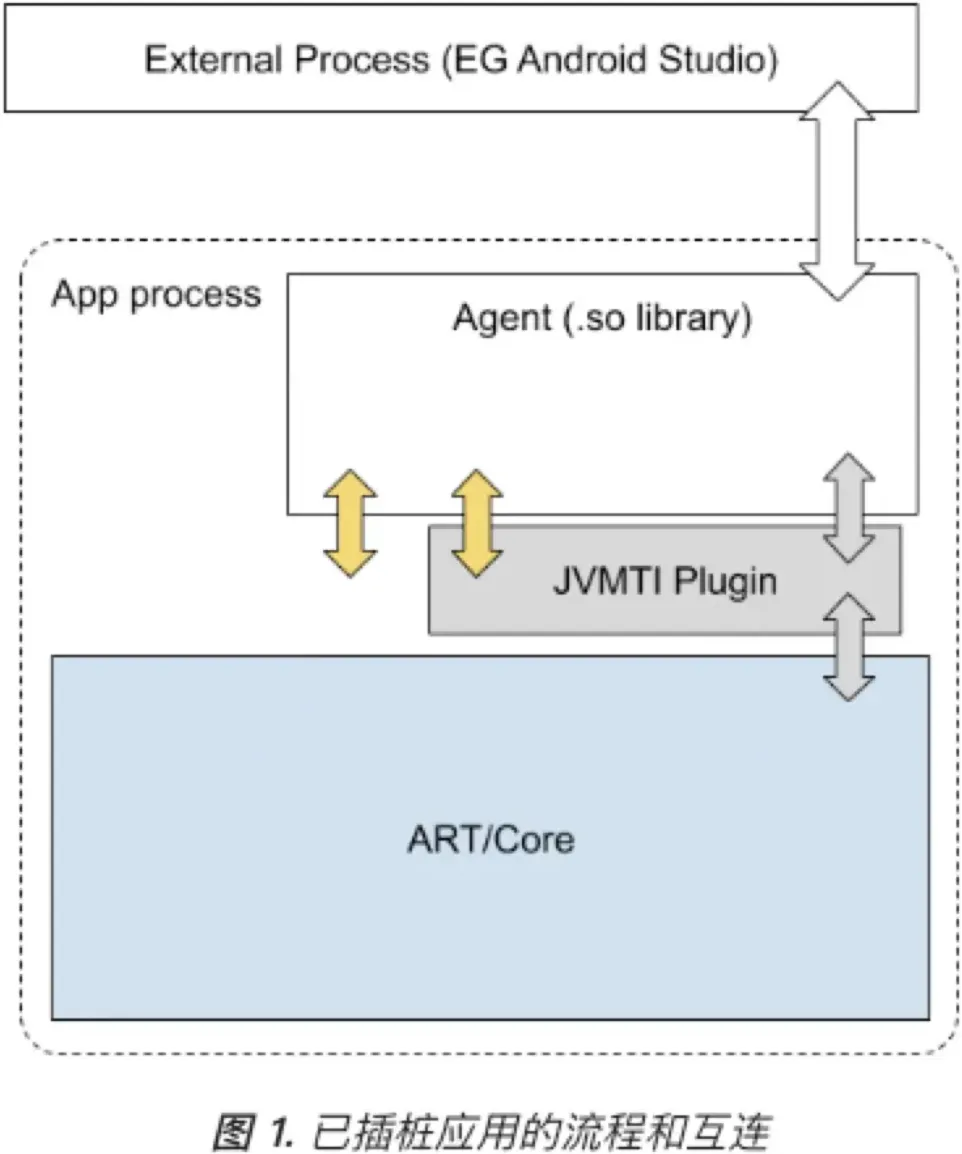 External Process (EG Android Studio)
App process
Agent (.so library)
JVMTI Plugin
ART/Core
图 1. 已插桩应用的流程和互连